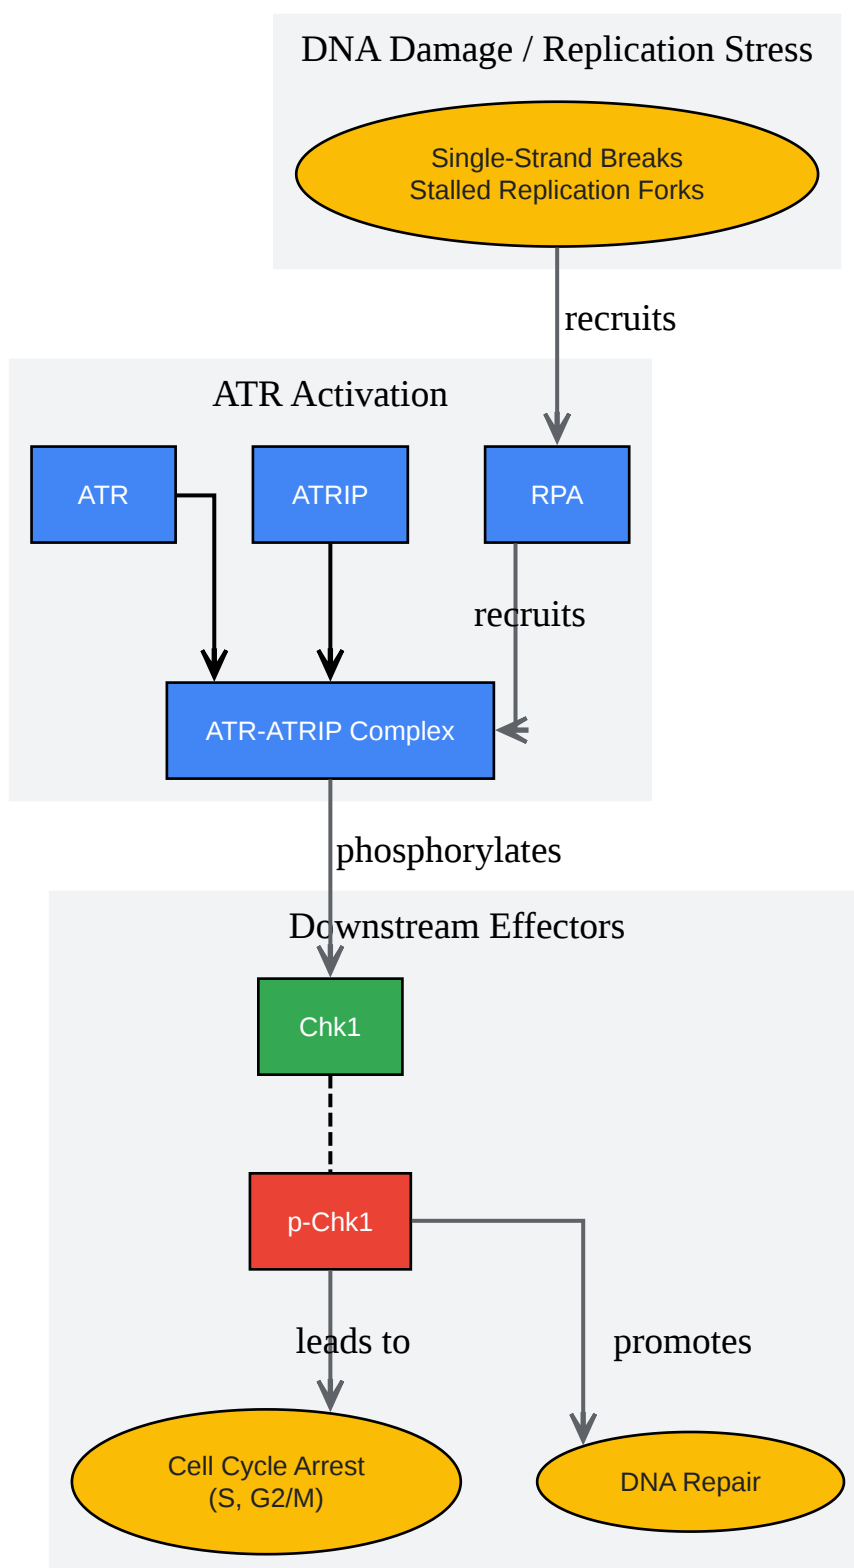 DNA Damage / Replication Stress
Single-Strand Breaks
Stalled Replication Forks
recruits
ATR Activation
ATR
ATRIP
RPA
recruits
ATR-ATRIP Complex
phosphorylates
Downstream Effectors
Chk1
p-Chk1
leads to
promotes
Cell Cycle Arrest
(S, G2/M)
DNA Repair